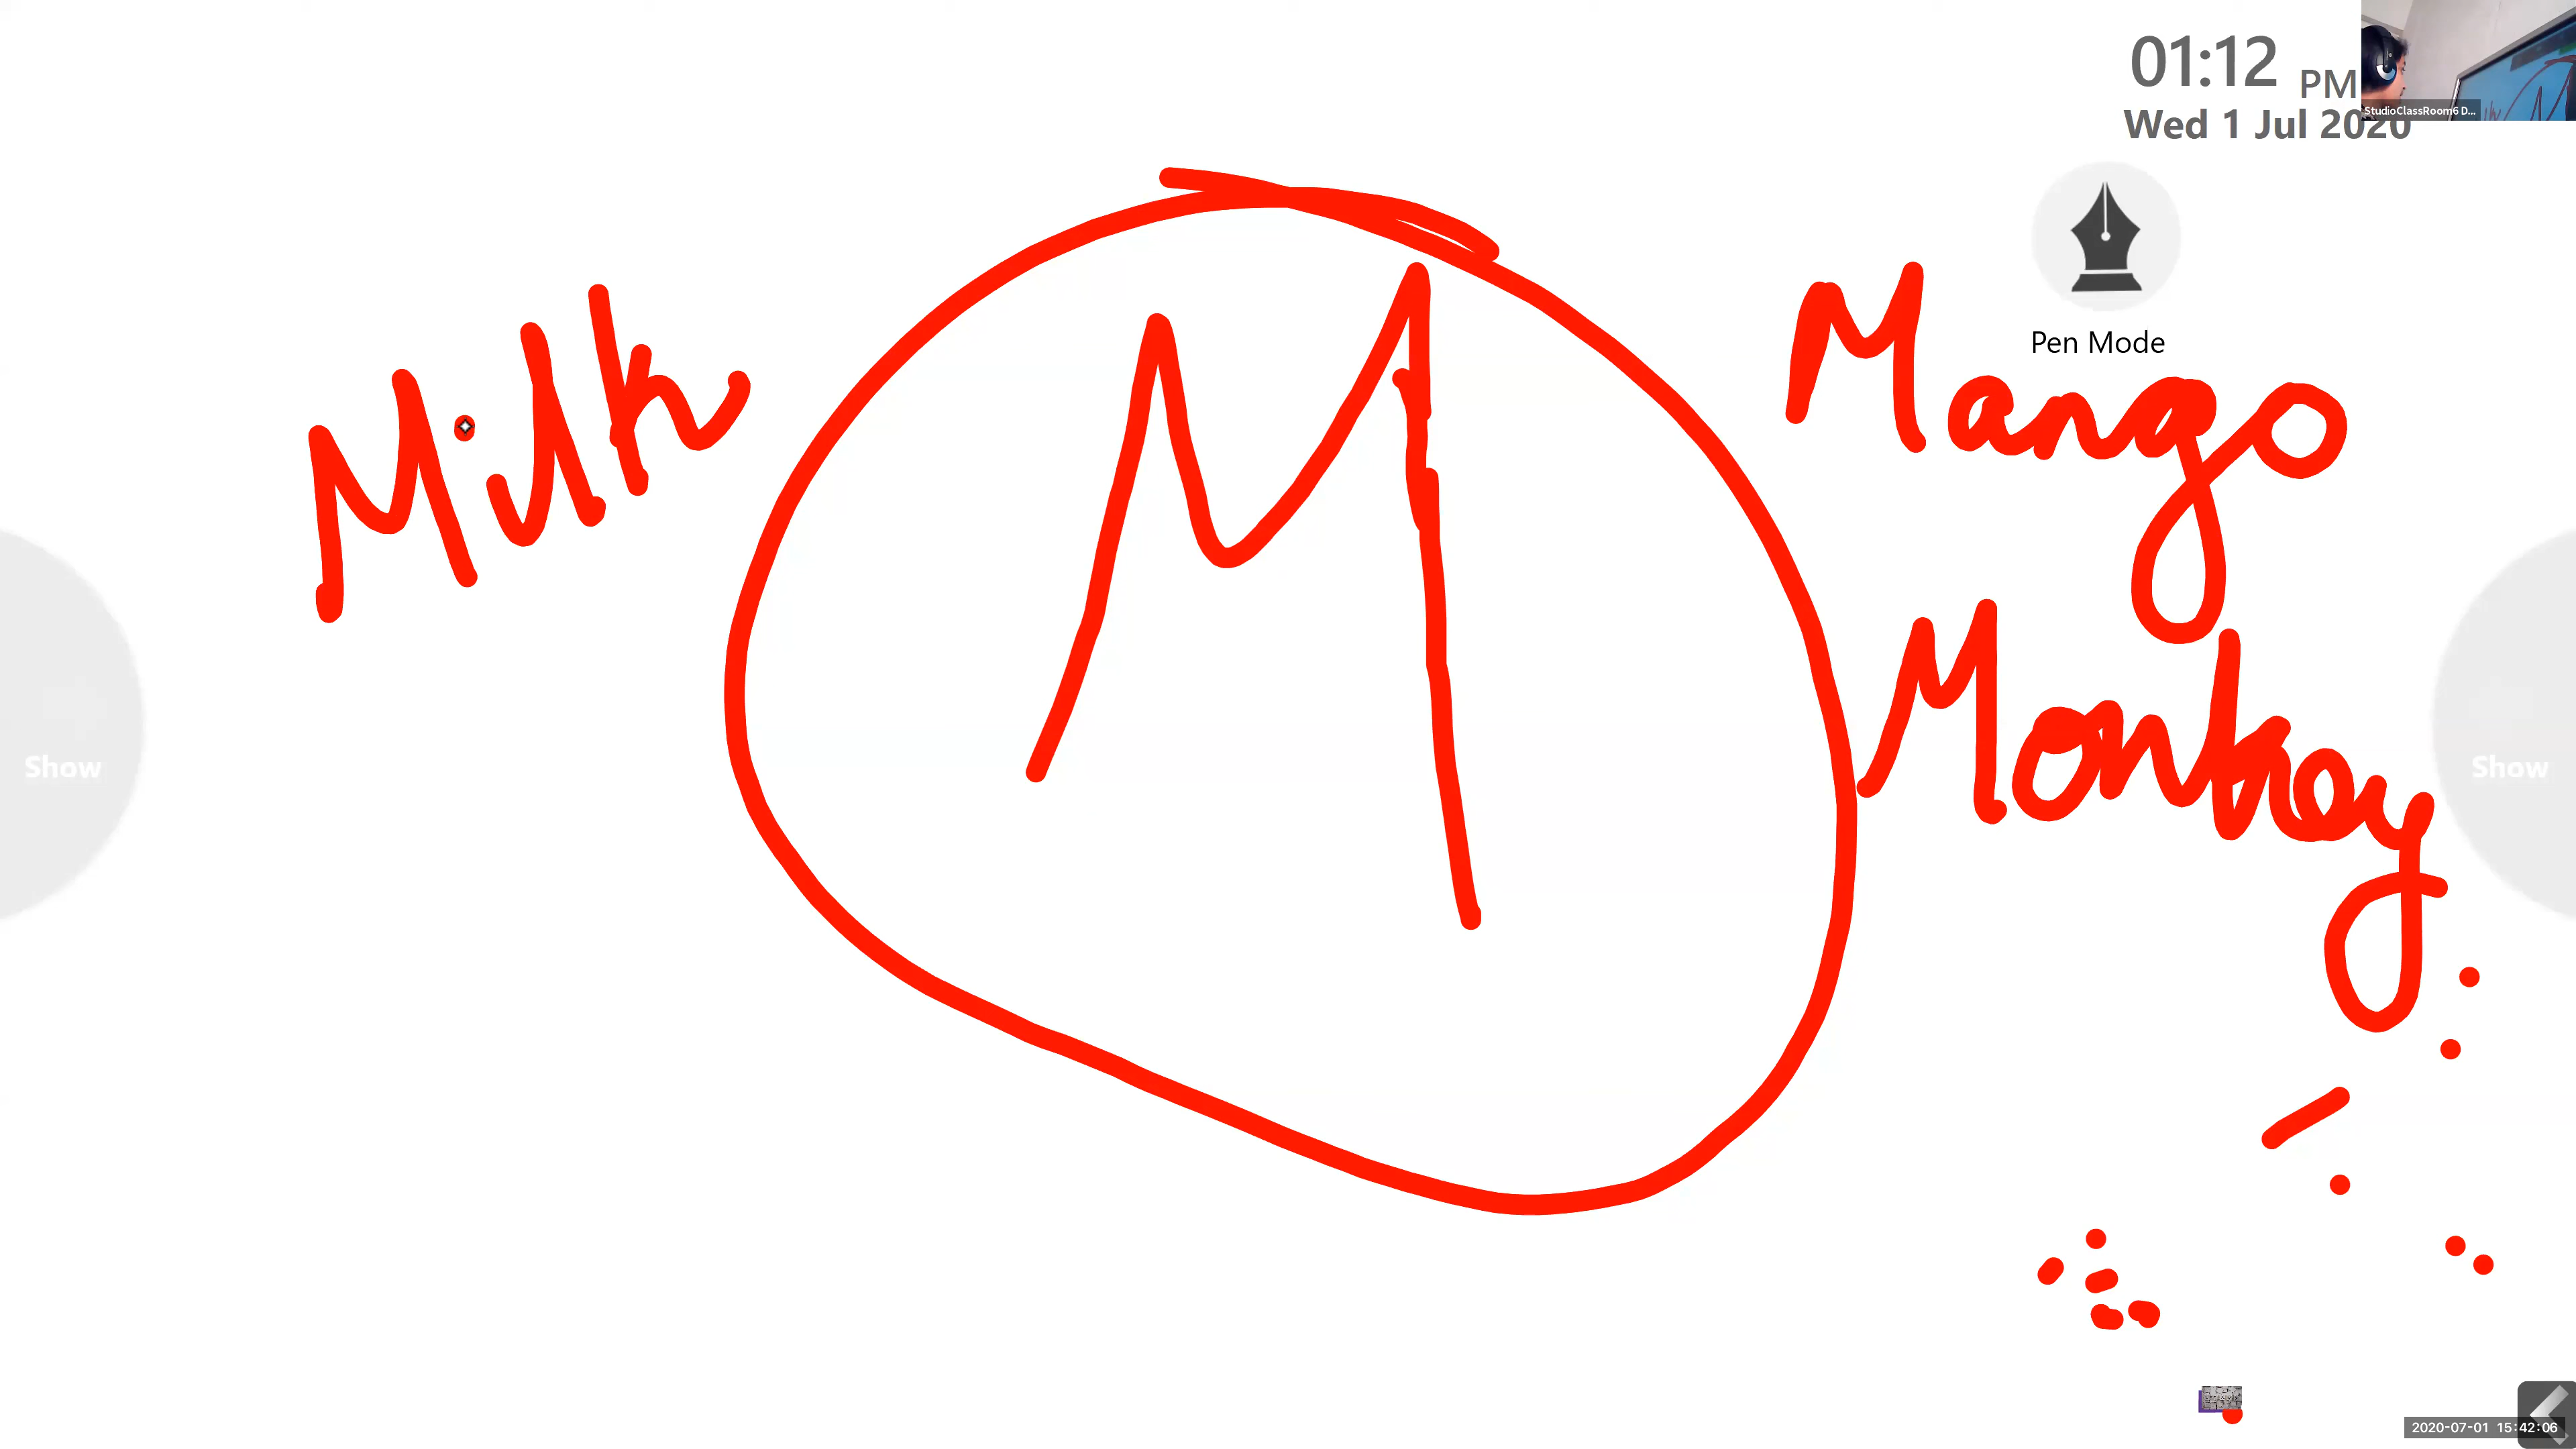 01:12 PM
StudioClassRoom6 D...
Wed 1 Jul 2020
Pen Mode
Milk
M
Mango
Monkey
Show
Show
2020-07-01 15:42:06